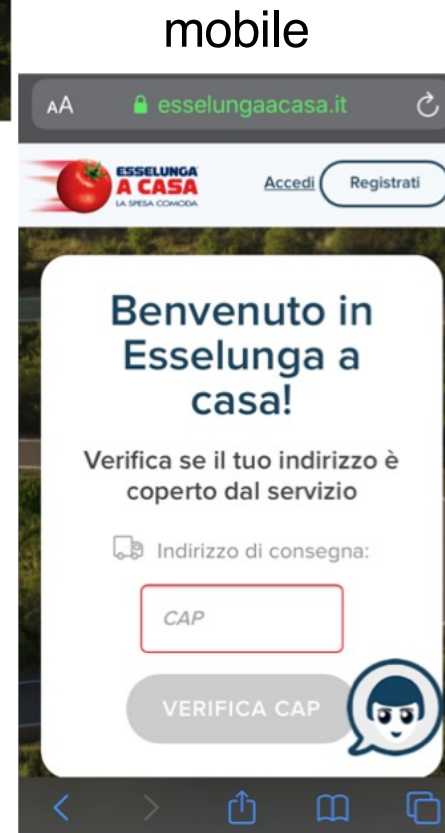 mobile
AA esselungaacasa.it
ESSELUNGA
A CASA
LA SPESA COMODA
Accedi Registrati
Benvenuto in
Esselunga a
casa!
Verifica se il tuo indirizzo è
coperto dal servizio
Indirizzo di consegna:
CAP
VERIFICA CAP